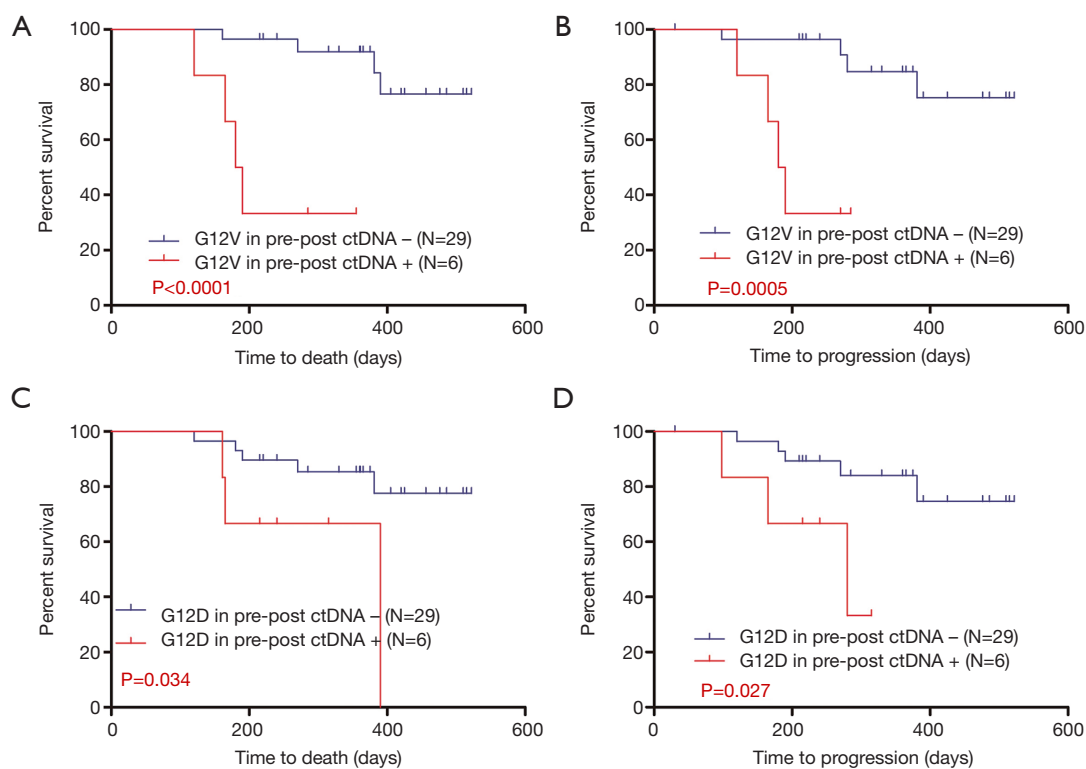 A
100
80
60
40
20
0
Percent survival
G12V in pre-post ctDNA – (N=29)
G12V in pre-post ctDNA + (N=6)
P<0.0001
0 200 400 600
Time to death (days)
B
100
80
60
40
20
0
Percent survival
G12V in pre-post ctDNA – (N=29)
G12V in pre-post ctDNA + (N=6)
P=0.0005
0 200 400 600
Time to progression (days)
C
100
80
60
40
20
0
Percent survival
G12D in pre-post ctDNA – (N=29)
G12D in pre-post ctDNA + (N=6)
P=0.034
0 200 400 600
Time to death (days)
D
100
80
60
40
20
0
Percent survival
G12D in pre-post ctDNA – (N=29)
G12D in pre-post ctDNA + (N=6)
P=0.027
0 200 400 600
Time to progression (days)